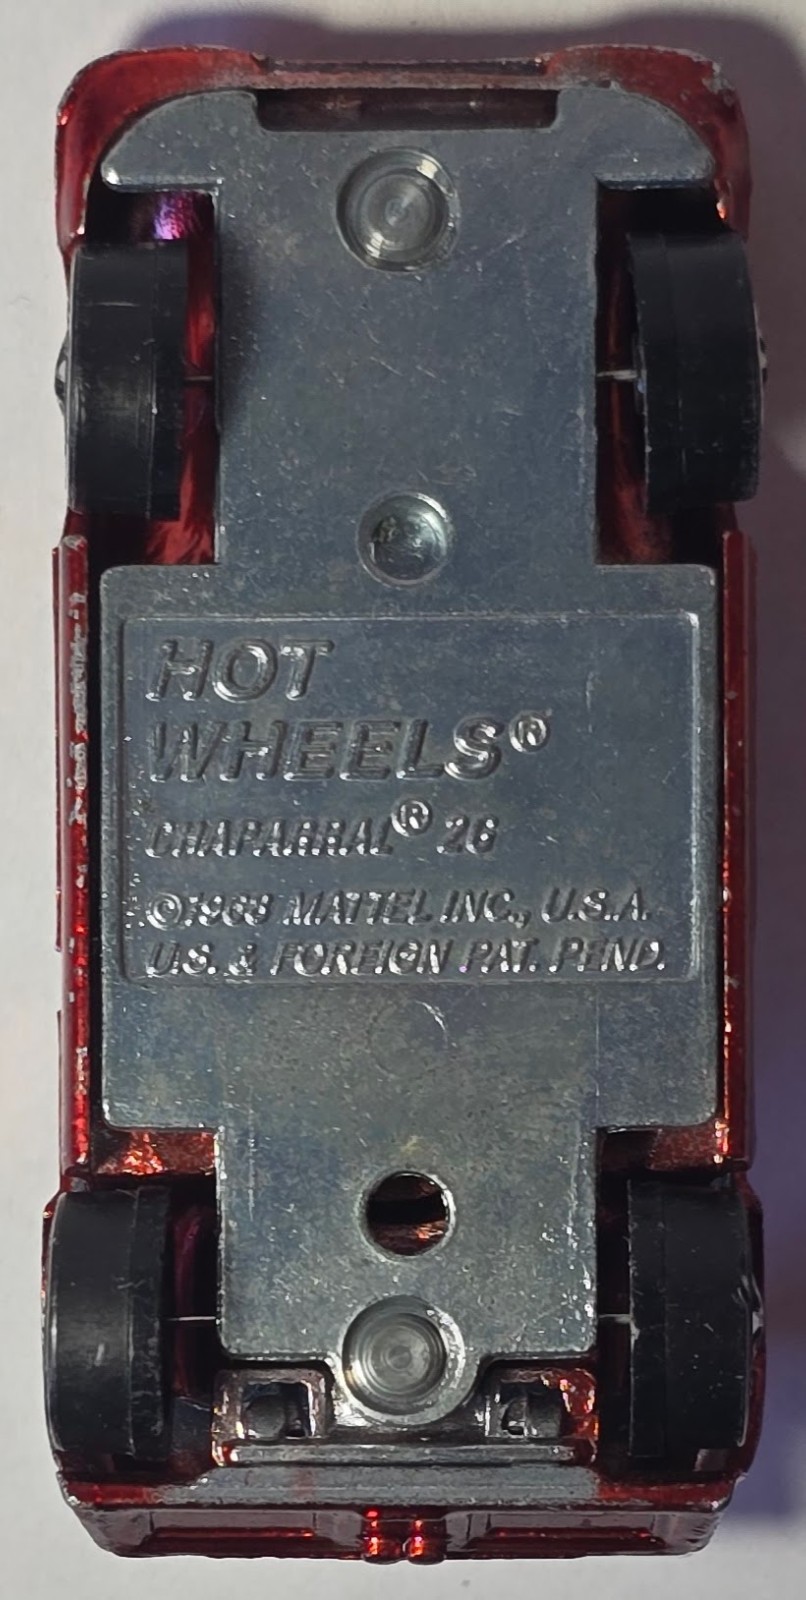 HOT
WHEELS®
CHAPARRAL® 2G
©1968 MATTEL INC., U.S.A.
U.S. & FOREIGN PAT. PEND.